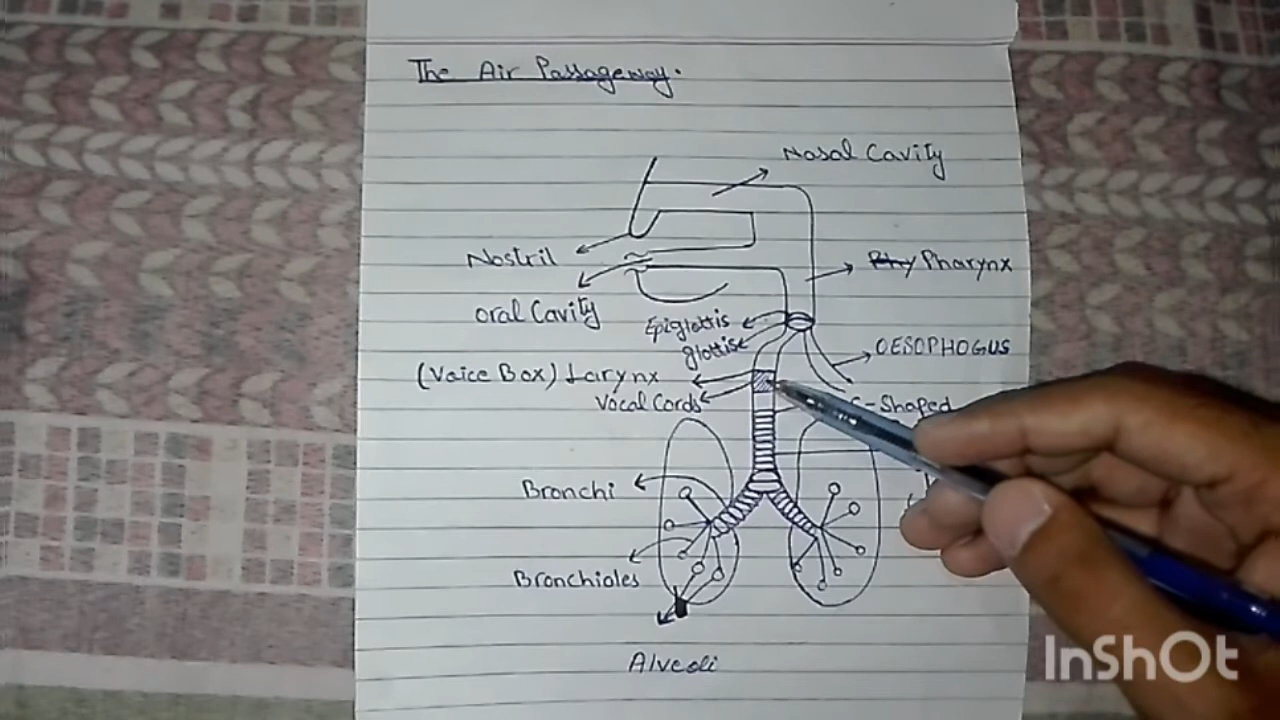 The Air Passageway.
Nasal Cavity
Nostril
Phy Pharynx
oral Cavity
Epiglottis
glottis
OESOPHOGUS
(Voice Box) Larynx
Vocal Cords
C-Shaped
Bronchi
Bronchioles
Alveoli
InShOt